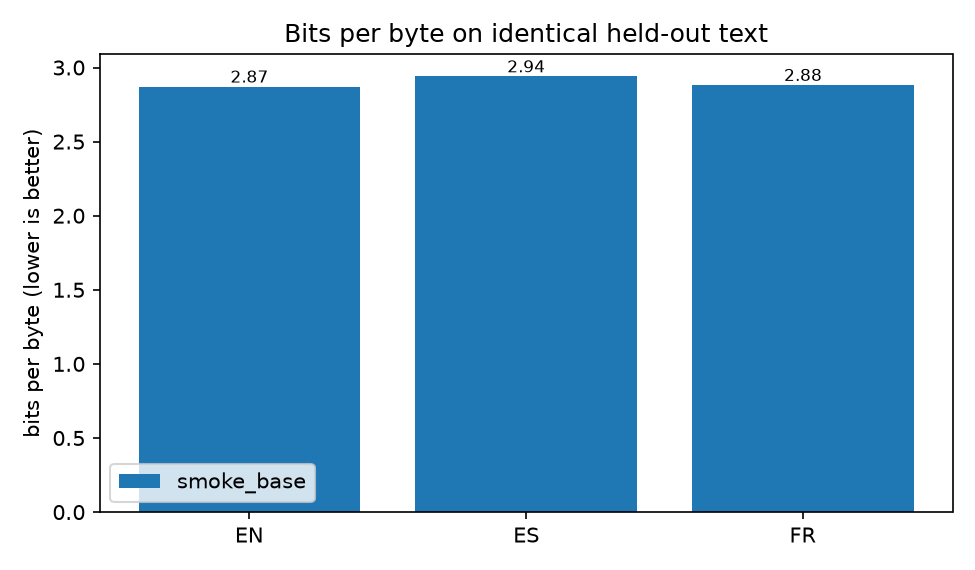 Bits per byte on identical held-out text
bits per byte (lower is better)
3.0
2.5
2.0
1.5
1.0
0.5
0.0
2.87
2.94
2.88
smoke_base
EN
ES
FR